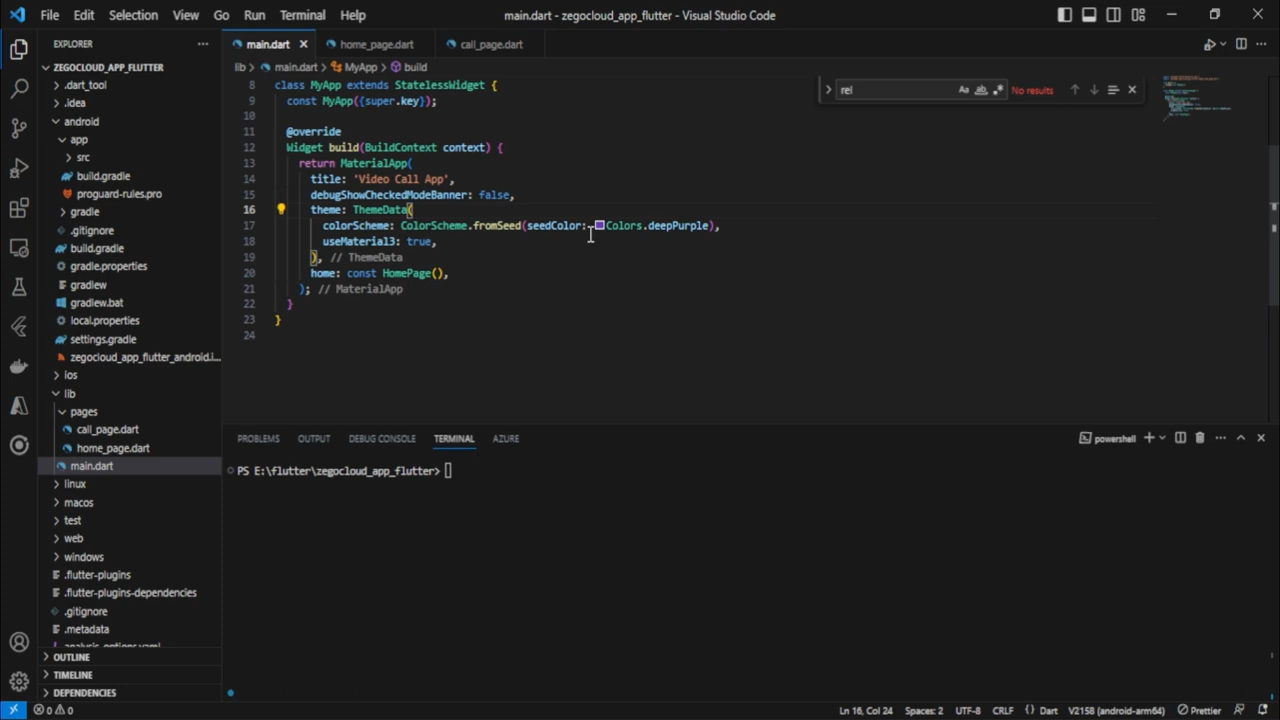 File Edit Selection View Go Run Terminal Help
main.dart - zegocloud_app_flutter - Visual Studio Code
EXPLORER
ZEGOCLOUD_APP_FLUTTER
.dart_tool
.idea
android
app
src
build.gradle
proguard-rules.pro
gradle
.gitignore
build.gradle
gradle.properties
gradlew
gradlew.bat
local.properties
settings.gradle
zegocloud_app_flutter_android.i...
ios
lib
pages
call_page.dart
home_page.dart
main.dart
linux
macos
test
web
windows
.flutter-plugins
.flutter-plugins-dependencies
.gitignore
.metadata
analysis_options.yaml
OUTLINE
TIMELINE
DEPENDENCIES
main.dart home_page.dart call_page.dart
lib > main.dart > MyApp > build
rel Aa ab No results
8 class MyApp extends StatelessWidget {
9 const MyApp({super.key});
10
11 @override
12 Widget build(BuildContext context) {
13 return MaterialApp(
14 title: 'Video Call App',
15 debugShowCheckedModeBanner: false,
16 theme: ThemeData(
17 colorScheme: ColorScheme.fromSeed(seedColor: Colors.deepPurple),
18 useMaterial3: true,
19 ), // ThemeData
20 home: const HomePage(),
21 ); // MaterialApp
22 }
23 }
24
PROBLEMS OUTPUT DEBUG CONSOLE TERMINAL AZURE
powershell
PS E:\flutter\zegocloud_app_flutter>
0 0 Ln 16, Col 24 Spaces: 2 UTF-8 CRLF {} Dart V2158 (android-arm64) Prettier